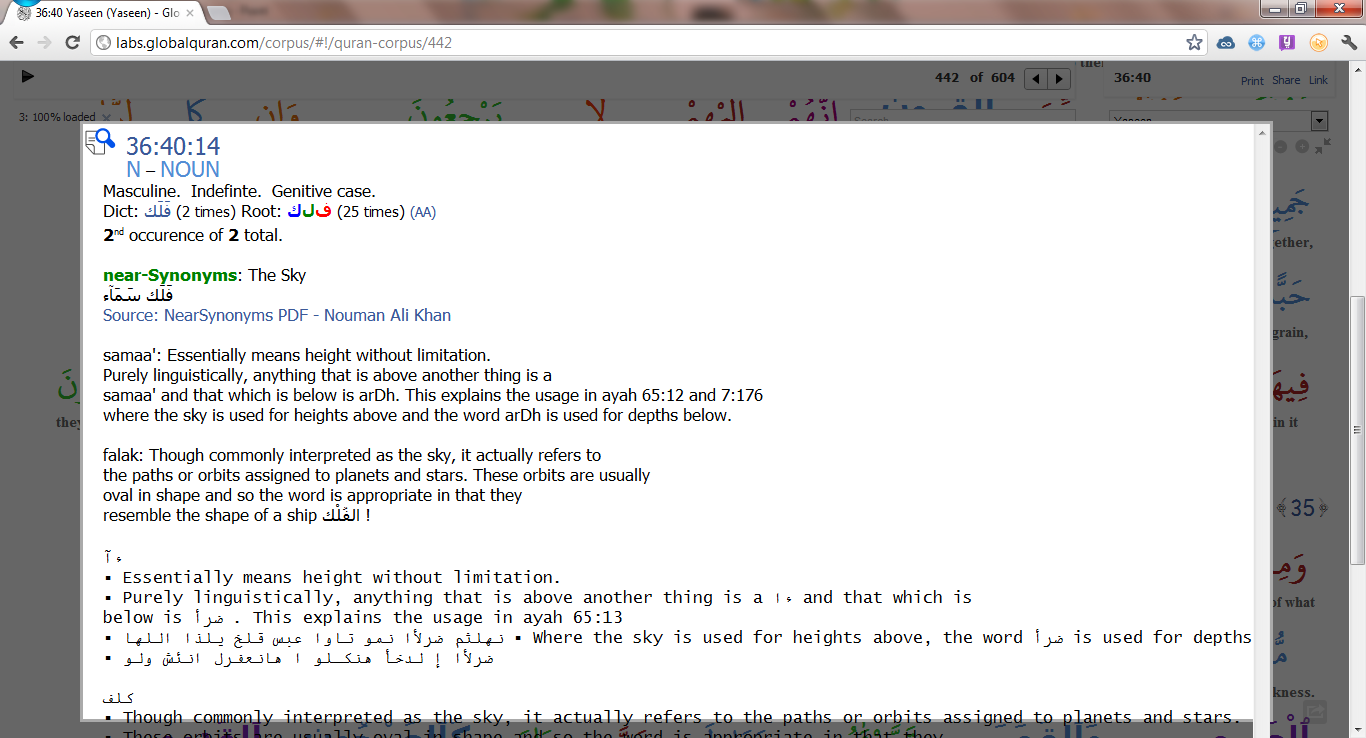 36:40 Yaseen (Yaseen) - Glo
labs.globalquran.com/corpus/#!/quran-corpus/442
442 of 604
36:40
Print Share Link
3: 100% loaded
وَإِن يَرْجِعُونَ لَا إِلَيْهِمْ أَنَّهُمْ
Search
Yaseen
36:40:14
N – NOUN
Masculine. Indefinte. Genitive case.
Dict: فَلَك (2 times) Root: فلك (25 times) (AA)
2nd occurence of 2 total.
near-Synonyms: The Sky
فَلَك سَمَآء
Source: NearSynonyms PDF - Nouman Ali Khan
samaa': Essentially means height without limitation.
Purely linguistically, anything that is above another thing is a
samaa' and that which is below is arDh. This explains the usage in ayah 65:12 and 7:176
where the sky is used for heights above and the word arDh is used for depths below.
falak: Though commonly interpreted as the sky, it actually refers to
the paths or orbits assigned to planets and stars. These orbits are usually
oval in shape and so the word is appropriate in that they
resemble the shape of a ship الفُلْك !
ءآ
▪ Essentially means height without limitation.
▪ Purely linguistically, anything that is above another thing is a ءا and that which is
below is ضرأ . This explains the usage in ayah 65:13
▪ نهلثم ضرلأا نمو تاوا عبس قلخ يلذا اللها ▪ Where the sky is used for heights above, the word ضرأ is used for depths
▪ ضرلأا إ لدخأ هنكلو ا هانعفرل انئش ولو
كلف
▪ Though commonly interpreted as the sky, it actually refers to the paths or orbits assigned to planets and stars.
▪ These orbits are usually oval in shape and so the word is appropriate in that they
ether,
grain,
فِيهَا
in it
they
﴿35﴾
of what
kness.